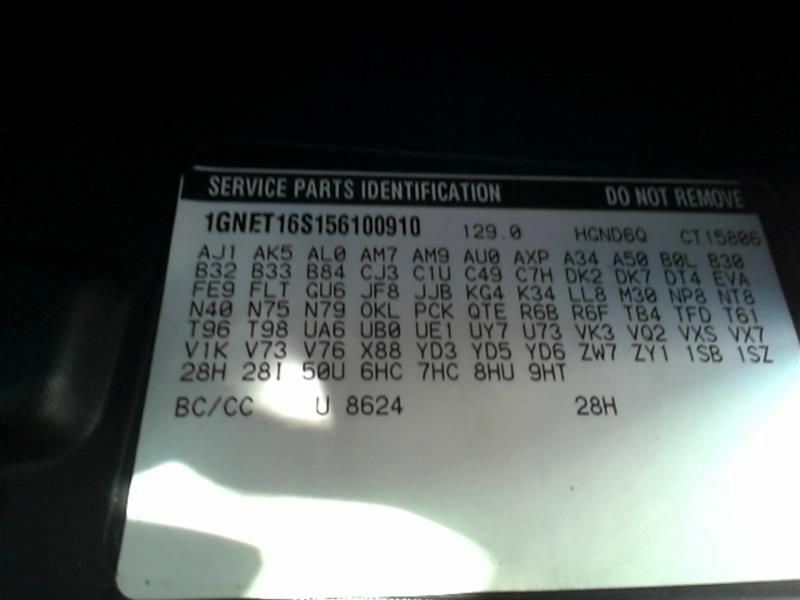 SERVICE PARTS IDENTIFICATION DO NOT REMOVE
1GNET16S156100910 129.0 HGND6Q CT15806
AJ1 AK5 AL0 AM7 AM9 AU0 AXP A34 A50 B0L B30
B32 B33 B84 CJ3 C1U C49 C7H DK2 DK7 DT4 EVA
FE9 FLT GU6 JF8 JJB KG4 K34 LL8 M30 NP8 NT8
N40 N75 N79 OKL PCK QTE R6B R6F TB4 TFD T61
T96 T98 UA6 UB0 UE1 UY7 U73 VK3 VQ2 VXS VX7
V1K V73 V76 X88 YD3 YD5 YD6 ZW7 ZY1 1SB 1SZ
28H 28I 50U 6HC 7HC 8HU 9HT
BC/CC U 8624 28H